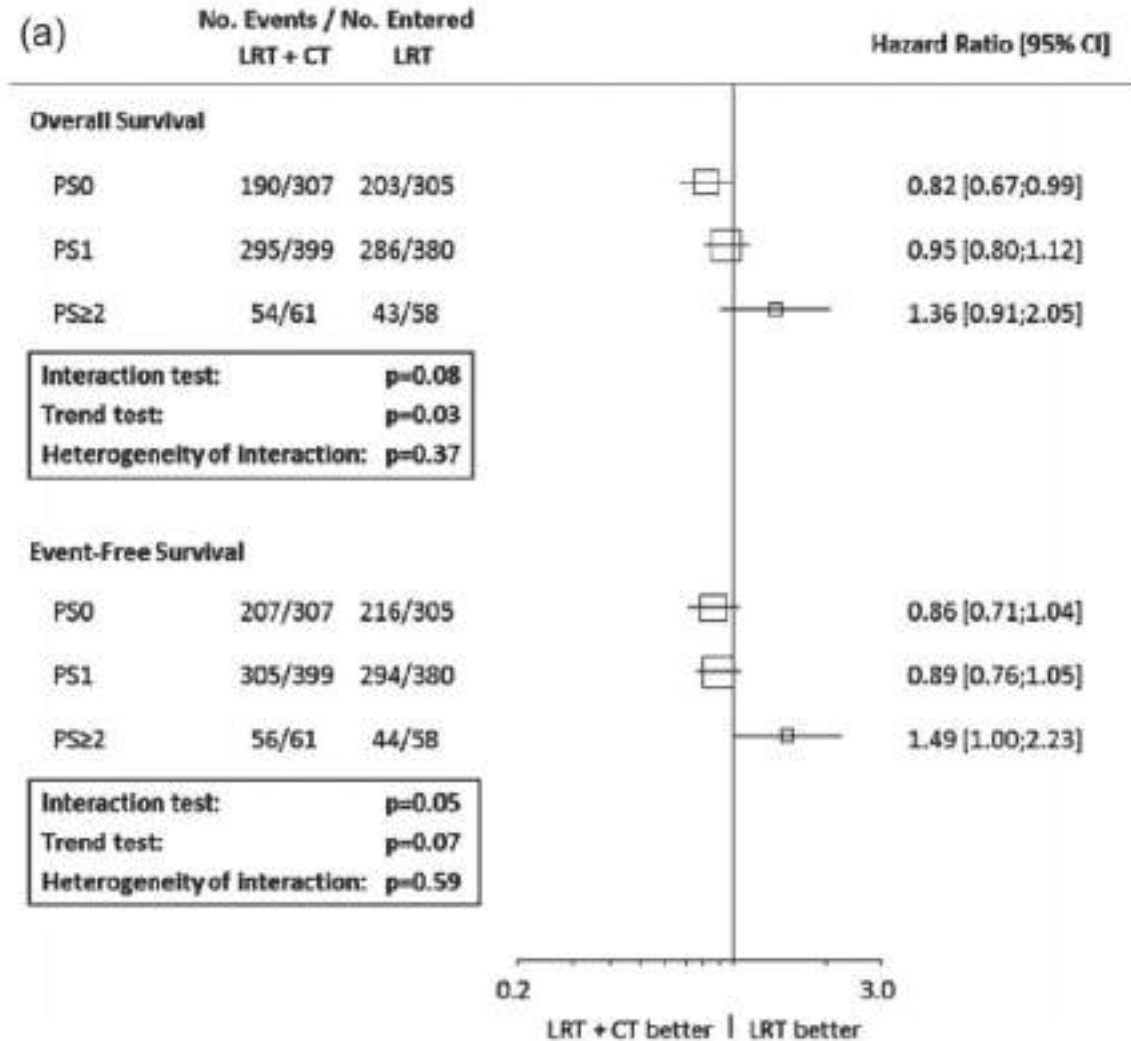 (a)
No. Events / No. Entered
LRT + CT LRT Hazard Ratio [95% CI]
Overall Survival
PS0 190/307 203/305 0.82 [0.67;0.99]
PS1 295/399 286/380 0.95 [0.80;1.12]
PS≥2 54/61 43/58 1.36 [0.91;2.05]
Interaction test: p=0.08
Trend test: p=0.03
Heterogeneity of interaction: p=0.37
Event-Free Survival
PS0 207/307 216/305 0.86 [0.71;1.04]
PS1 305/399 294/380 0.89 [0.76;1.05]
PS≥2 56/61 44/58 1.49 [1.00;2.23]
Interaction test: p=0.05
Trend test: p=0.07
Heterogeneity of interaction: p=0.59
0.2 3.0
LRT + CT better | LRT better